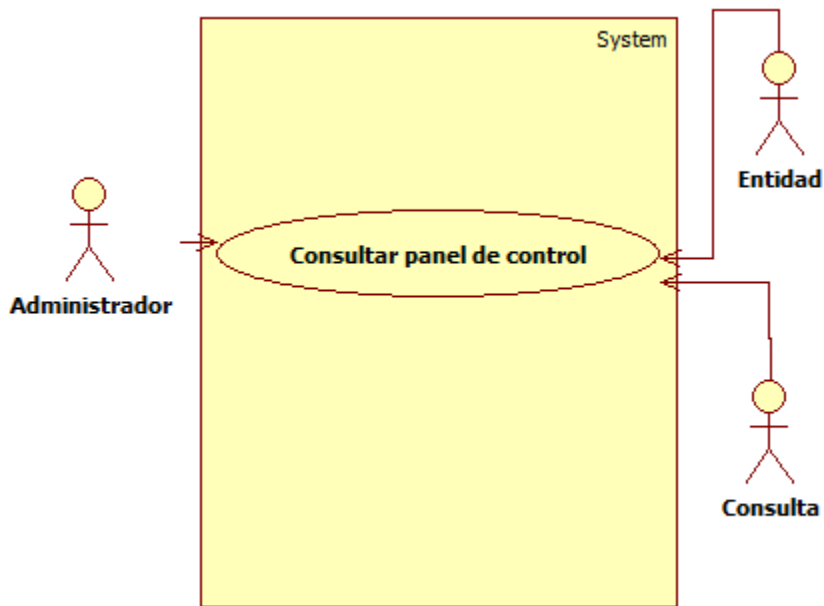 System
Entidad
Consultar panel de control
Administrador
Consulta